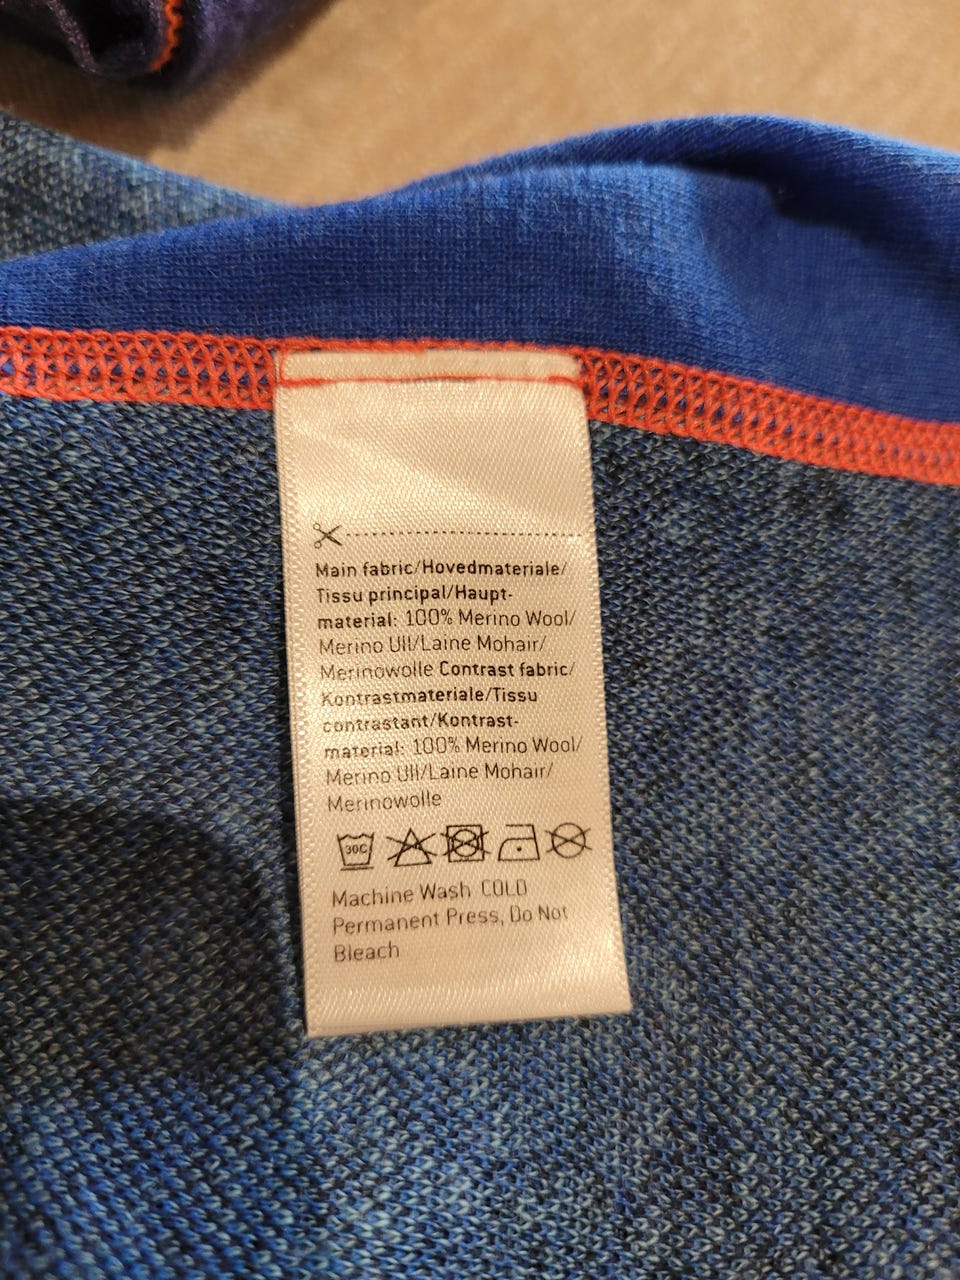 Main fabric/Hovedmateriale/
Tissu principal/Haupt-
material: 100% Merino Wool/
Merino Ull/Laine Mohair/
Merinowolle Contrast fabric/
Kontrastmateriale/Tissu
contrastant/Kontrast-
material: 100% Merino Wool/
Merino Ull/Laine Mohair/
Merinowolle
30C
Machine Wash COLD
Permanent Press, Do Not
Bleach